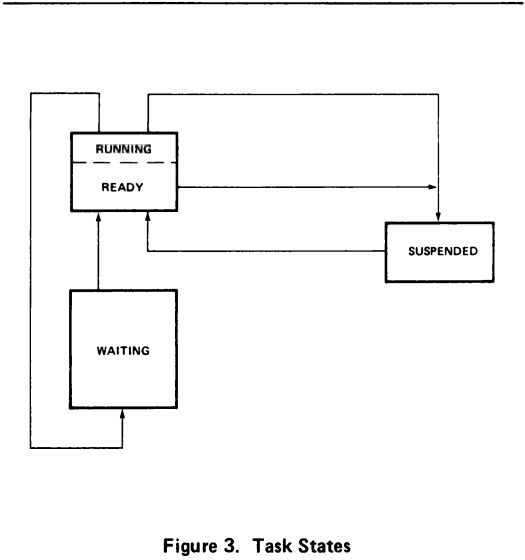 RUNNING
READY
SUSPENDED
WAITING
Figure 3. Task States